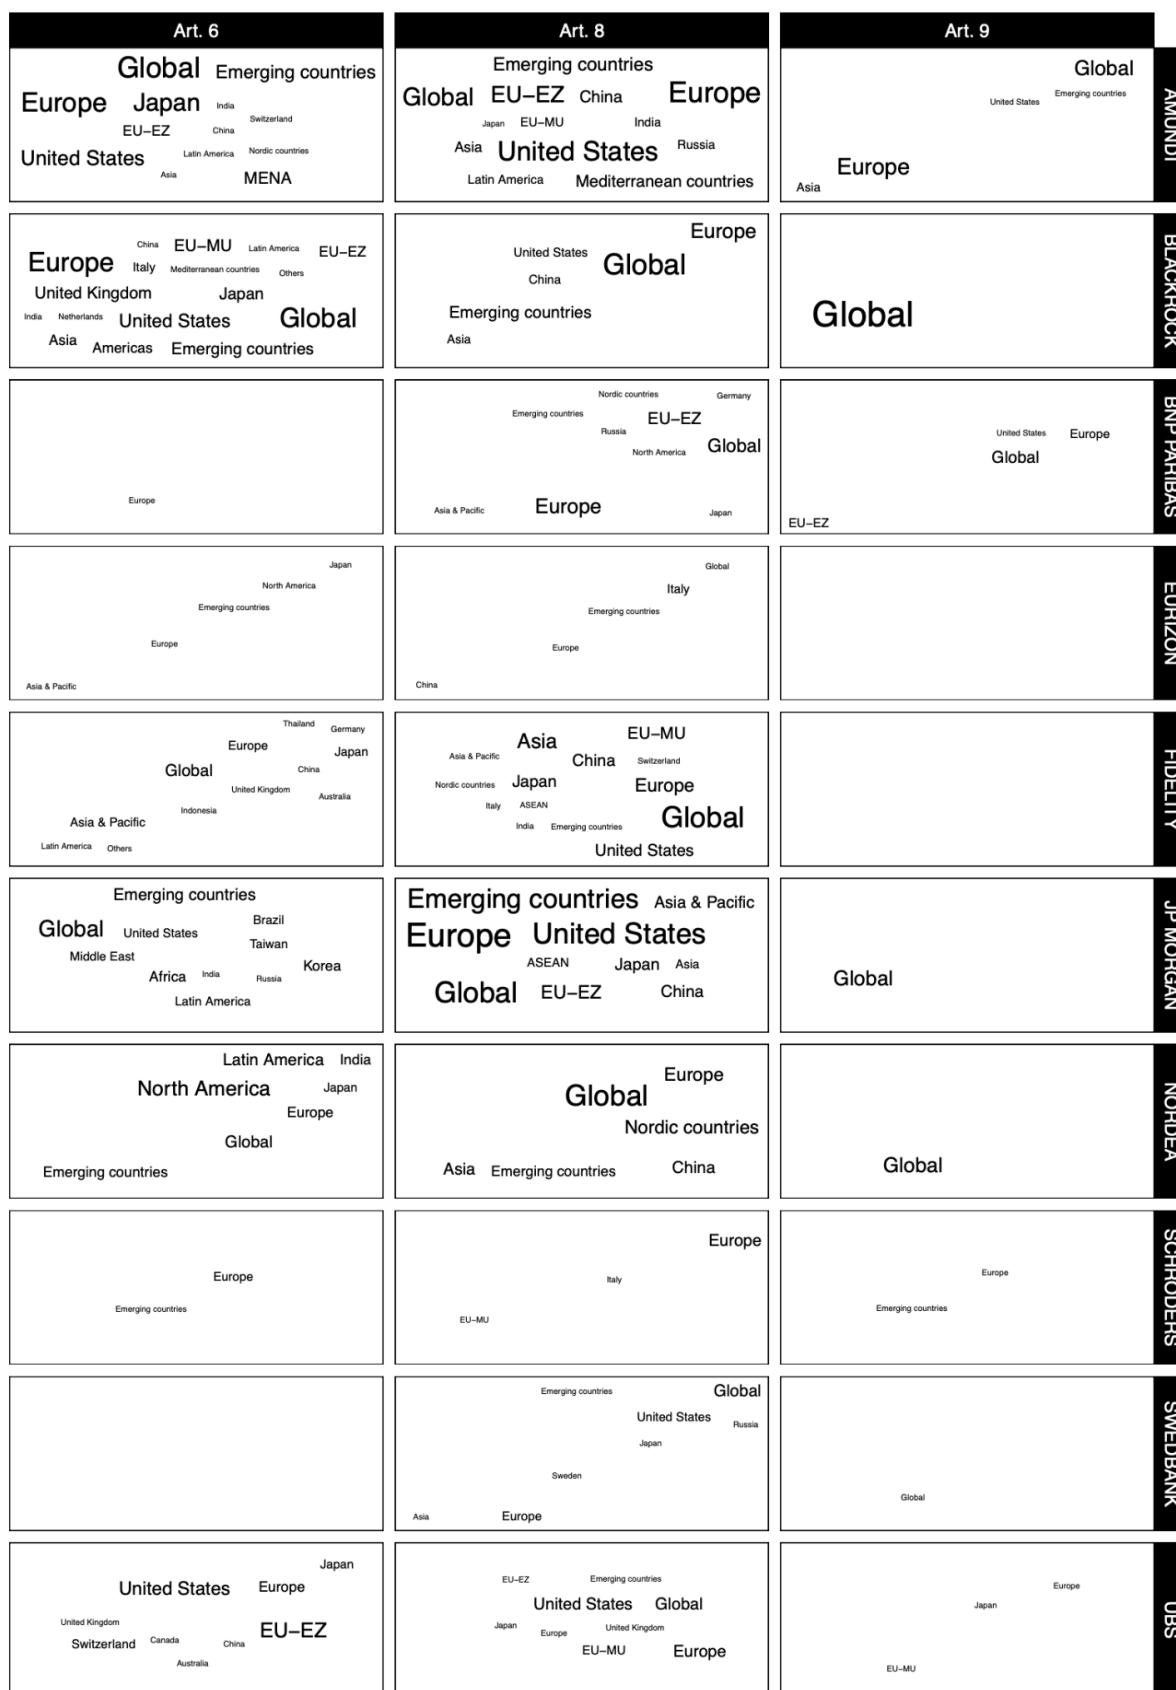 Art. 6
Art. 8
Art. 9
AMUNDI
Global Emerging countries
Europe Japan India
Switzerland
EU-EZ China
United States Latin America Nordic countries
Asia MENA
Emerging countries
Global EU-EZ China Europe
Japan EU-MU India
Asia United States Russia
Latin America Mediterranean countries
Global
United States Emerging countries
Europe
Asia
BLACKROCK
China EU-MU Latin America EU-EZ
Europe Italy Mediterranean countries Others
United Kingdom Japan
India Netherlands United States Global
Asia Americas Emerging countries
Europe
United States Global
China
Emerging countries
Asia
Global
BNP PARIBAS
Europe
Nordic countries Germany
Emerging countries EU-EZ
Russia
North America Global
Asia & Pacific Europe Japan
United States Europe
Global
EU-EZ
EURIZON
Japan
North America
Emerging countries
Europe
Asia & Pacific
Global
Italy
Emerging countries
Europe
China
FIDELITY
Thailand Germany
Europe Japan
Global China
United Kingdom Australia
Indonesia
Asia & Pacific
Latin America Others
Asia EU-MU
Asia & Pacific China Switzerland
Nordic countries Japan Europe
Italy ASEAN
India Emerging countries Global
United States
JP MORGAN
Emerging countries
Global United States Brazil
Taiwan
Middle East
Africa India Russia Korea
Latin America
Emerging countries Asia & Pacific
Europe United States
ASEAN Japan Asia
Global EU-EZ China
Global
NORDEA
Latin America India
North America Japan
Europe
Global
Emerging countries
Europe
Global
Nordic countries
Asia Emerging countries China
Global
SCHRODERS
Europe
Emerging countries
Europe
Italy
EU-MU
Europe
Emerging countries
SWEDBANK
Emerging countries Global
United States Russia
Japan
Sweden
Asia Europe
Global
UBS
Japan
United States Europe
United Kingdom
Switzerland Canada China EU-EZ
Australia
EU-EZ Emerging countries
United States Global
Japan Europe United Kingdom
EU-MU Europe
Europe
Japan
EU-MU